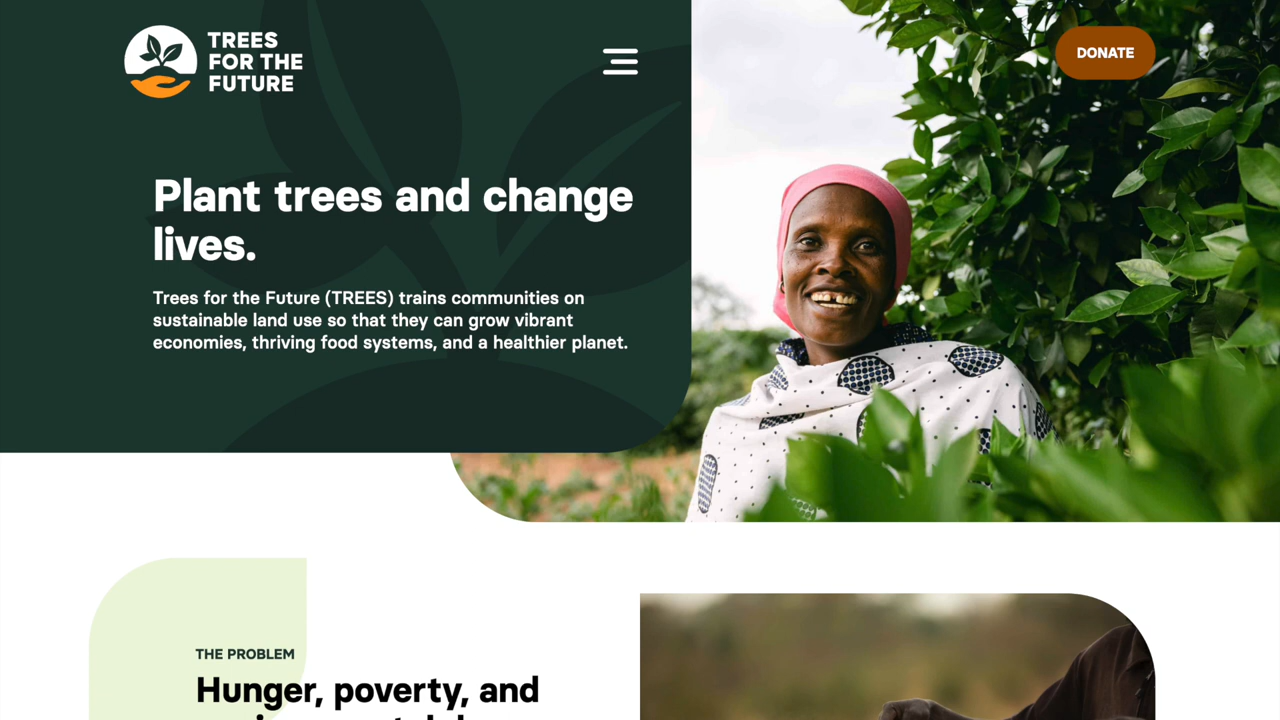 TREES
FOR THE
FUTURE
DONATE
Plant trees and change
lives.
Trees for the Future (TREES) trains communities on
sustainable land use so that they can grow vibrant
economies, thriving food systems, and a healthier planet.
THE PROBLEM
Hunger, poverty, and